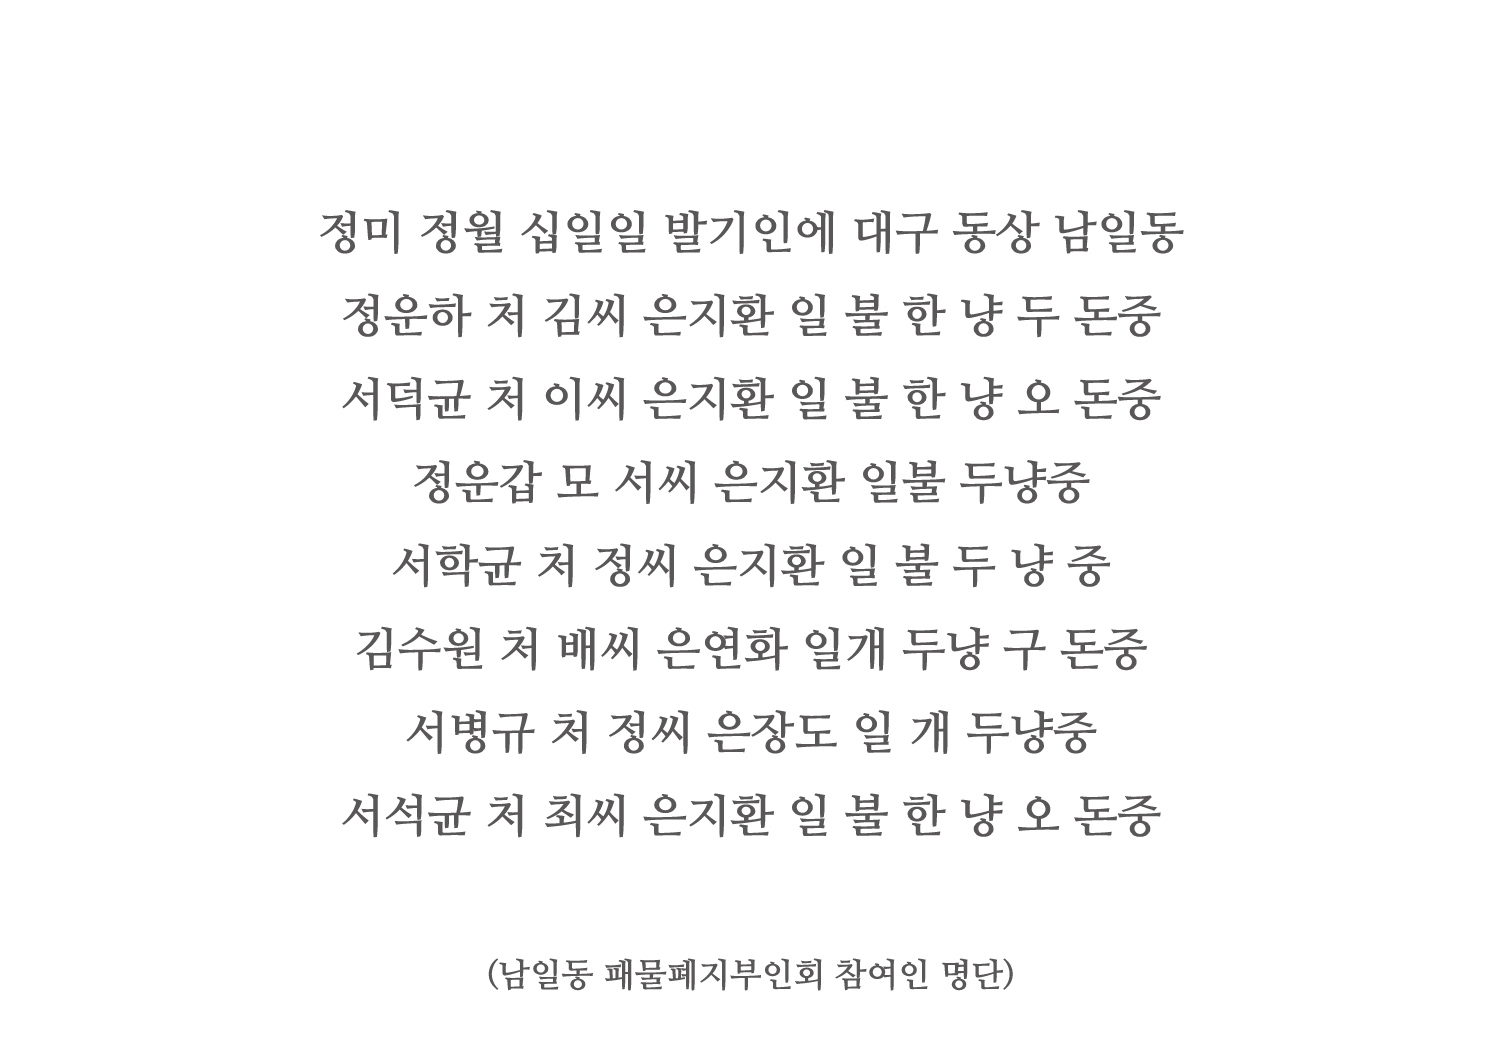 정미 정월 십일일 발기인에 대구 동상 남일동
정운하 처 김씨 은지환 일 불 한 냥 두 돈중
서덕균 처 이씨 은지환 일 불 한 냥 오 돈중
정운갑 모 서씨 은지환 일불 두냥중
서학균 처 정씨 은지환 일 불 두 냥 중
김수원 처 배씨 은연화 일개 두냥 구 돈중
서병규 처 정씨 은장도 일 개 두냥중
서석균 처 최씨 은지환 일 불 한 냥 오 돈중
(남일동 패물폐지부인회 참여인 명단)